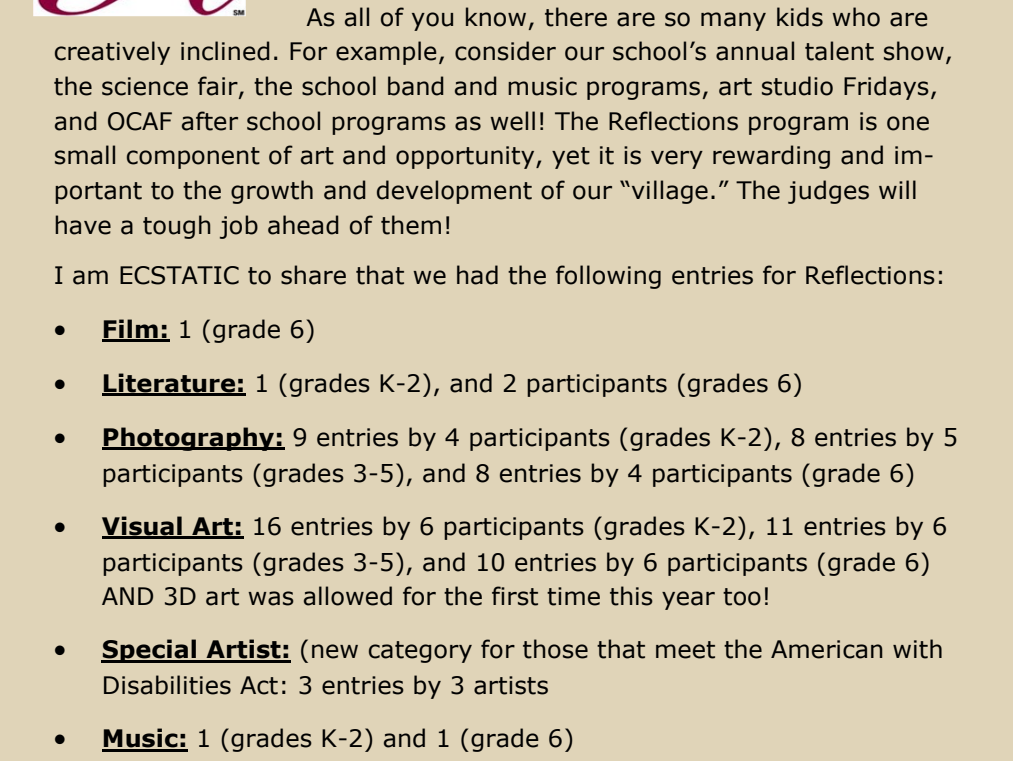 SM
As all of you know, there are so many kids who are
creatively inclined. For example, consider our school’s annual talent show,
the science fair, the school band and music programs, art studio Fridays,
and OCAF after school programs as well! The Reflections program is one
small component of art and opportunity, yet it is very rewarding and im-
portant to the growth and development of our “village.” The judges will
have a tough job ahead of them!
I am ECSTATIC to share that we had the following entries for Reflections:
• Film: 1 (grade 6)
• Literature: 1 (grades K-2), and 2 participants (grades 6)
• Photography: 9 entries by 4 participants (grades K-2), 8 entries by 5
participants (grades 3-5), and 8 entries by 4 participants (grade 6)
• Visual Art: 16 entries by 6 participants (grades K-2), 11 entries by 6
participants (grades 3-5), and 10 entries by 6 participants (grade 6)
AND 3D art was allowed for the first time this year too!
• Special Artist: (new category for those that meet the American with
Disabilities Act: 3 entries by 3 artists
• Music: 1 (grades K-2) and 1 (grade 6)